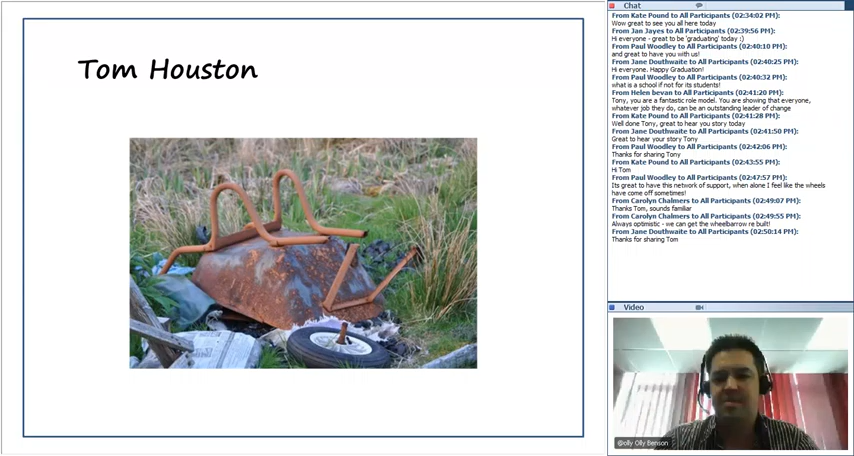 Tom Houston
Chat
From Kate Pound to All Participants (02:34:02 PM):
Wow great to see you all here today
From Jan Jayes to All Participants (02:39:56 PM):
Hi everyone - great to be 'graduating' today :)
From Paul Woodley to All Participants (02:40:10 PM):
and great to have you with us!
From Jane Douthwaite to All Participants (02:40:25 PM):
Hi everyone. Happy Graduation!
From Paul Woodley to All Participants (02:40:32 PM):
what is a school if not for its students!
From Helen bevan to All Participants (02:41:20 PM):
Tony, you are a fantastic role model. You are showing that everyone,
whatever job they do, can be an outstanding leader of change
From Kate Pound to All Participants (02:41:28 PM):
Well done Tony, great to hear you story today
From Jane Douthwaite to All Participants (02:41:50 PM):
Great to hear your story Tony
From Paul Woodley to All Participants (02:42:06 PM):
Thanks for sharing Tony
From Kate Pound to All Participants (02:43:55 PM):
Hi Tom
From Paul Woodley to All Participants (02:47:57 PM):
Its great to have this network of support, when alone I feel like the wheels
have come off sometimes!
From Carolyn Chalmers to All Participants (02:49:07 PM):
Thanks Tom, sounds familiar
From Carolyn Chalmers to All Participants (02:49:55 PM):
Always optimistic - we can get the wheelbarrow re built!
From Jane Douthwaite to All Participants (02:50:14 PM):
Thanks for sharing Tom
Video
@olly Olly Benson